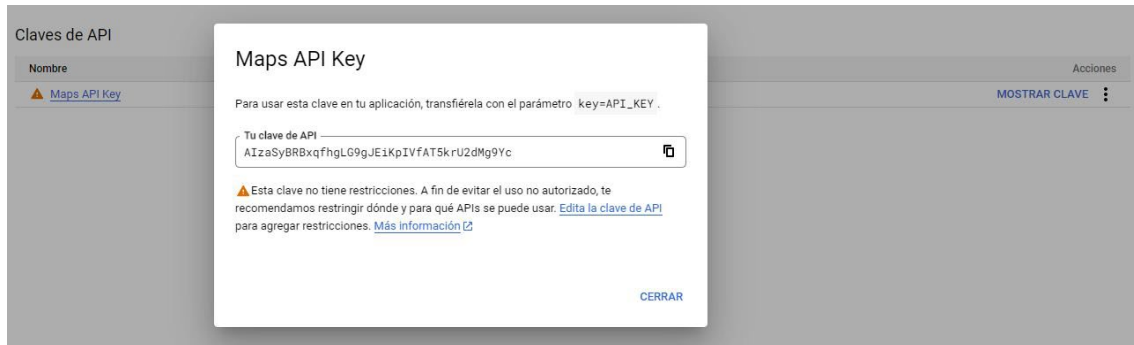 Claves de API
Nombre
Acciones
Maps API Key
MOSTRAR CLAVE
Maps API Key
Para usar esta clave en tu aplicación, transfiérela con el parámetro key=API_KEY .
Tu clave de API
AIzaSyBRBxqfhgLG9gJEiKpIVfAT5krU2dMg9Yc
Esta clave no tiene restricciones. A fin de evitar el uso no autorizado, te
recomendamos restringir dónde y para qué APIs se puede usar. Edita la clave de API
para agregar restricciones. Más información
CERRAR